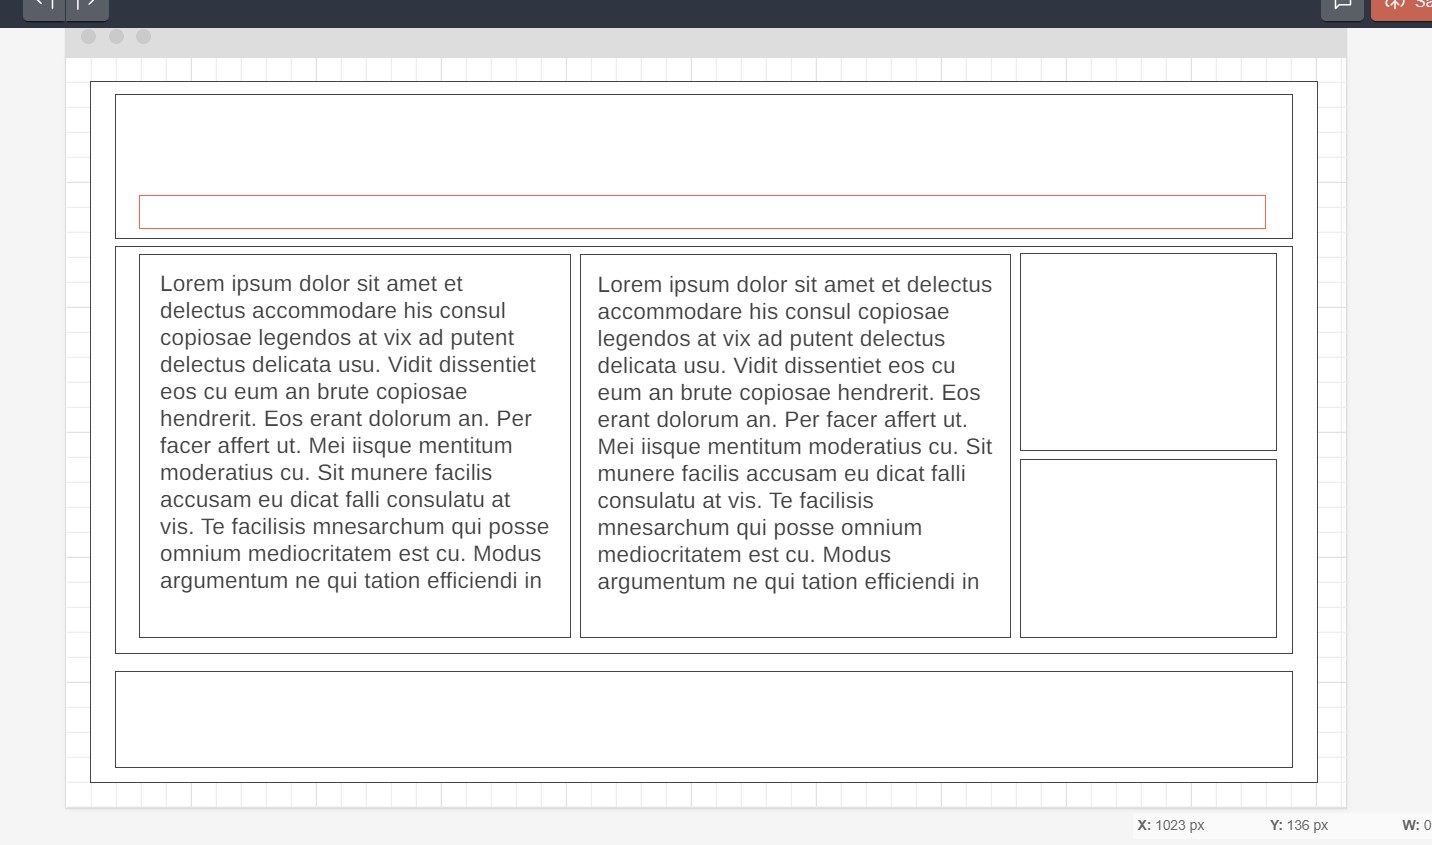 Sa
Lorem ipsum dolor sit amet et
delectus accommodare his consul
copiosae legendos at vix ad putent
delectus delicata usu. Vidit dissentiet
eos cu eum an brute copiosae
hendrerit. Eos erant dolorum an. Per
facer affert ut. Mei iisque mentitum
moderatius cu. Sit munere facilis
accusam eu dicat falli consulatu at
vis. Te facilisis mnesarchum qui posse
omnium mediocritatem est cu. Modus
argumentum ne qui tation efficiendi in
Lorem ipsum dolor sit amet et delectus
accommodare his consul copiosae
legendos at vix ad putent delectus
delicata usu. Vidit dissentiet eos cu
eum an brute copiosae hendrerit. Eos
erant dolorum an. Per facer affert ut.
Mei iisque mentitum moderatius cu. Sit
munere facilis accusam eu dicat falli
consulatu at vis. Te facilisis
mnesarchum qui posse omnium
mediocritatem est cu. Modus
argumentum ne qui tation efficiendi in
X: 1023 px Y: 136 px W: 0